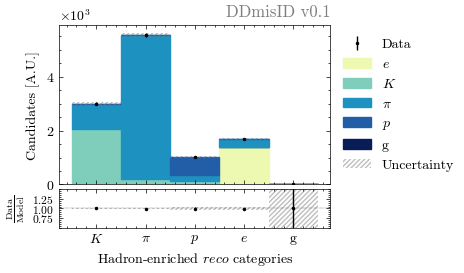 DDmisID v0.1
×10³
Candidates [A.U.]
4
2
0
Data
e
K
π
p
g
Uncertainty
Data
Model
1.25
1.00
0.75
K π p e g
Hadron-enriched reco categories